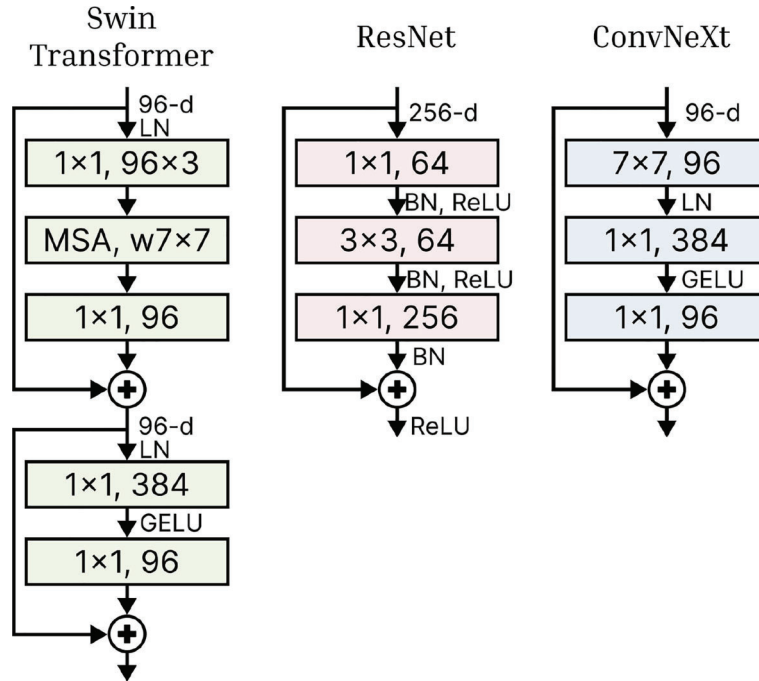 Swin
Transformer
96-d
LN
1×1, 96×3
MSA, w7×7
1×1, 96
+
96-d
LN
1×1, 384
GELU
1×1, 96
+
ResNet
256-d
1×1, 64
BN, ReLU
3×3, 64
BN, ReLU
1×1, 256
BN
+
ReLU
ConvNeXt
96-d
7×7, 96
LN
1×1, 384
GELU
1×1, 96
+